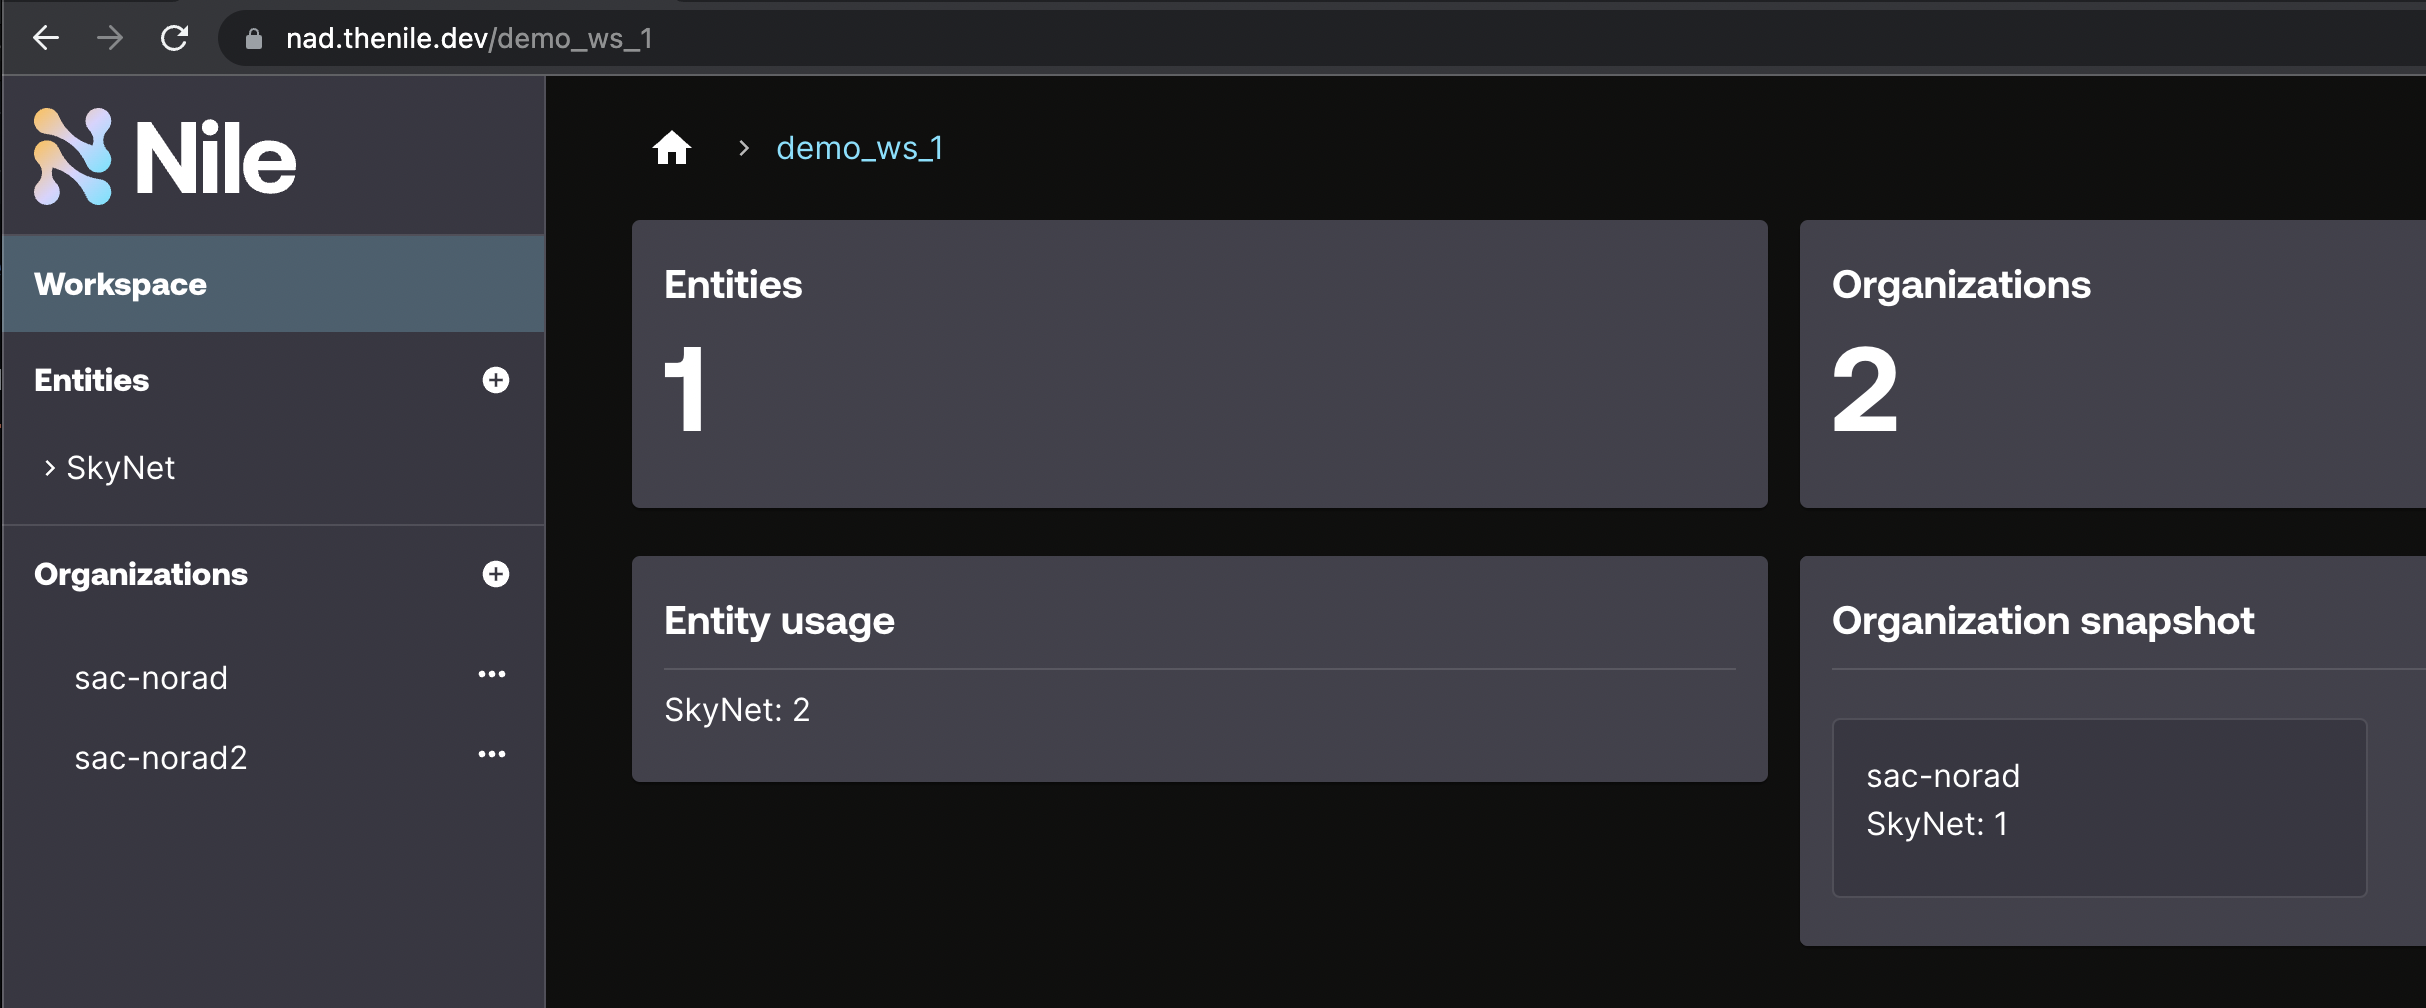 nad.thenile.dev/demo_ws_1
Nile
Workspace
Entities
SkyNet
Organizations
sac-norad
sac-norad2
demo_ws_1
Entities
1
Organizations
2
Entity usage
SkyNet: 2
Organization snapshot
sac-norad
SkyNet: 1